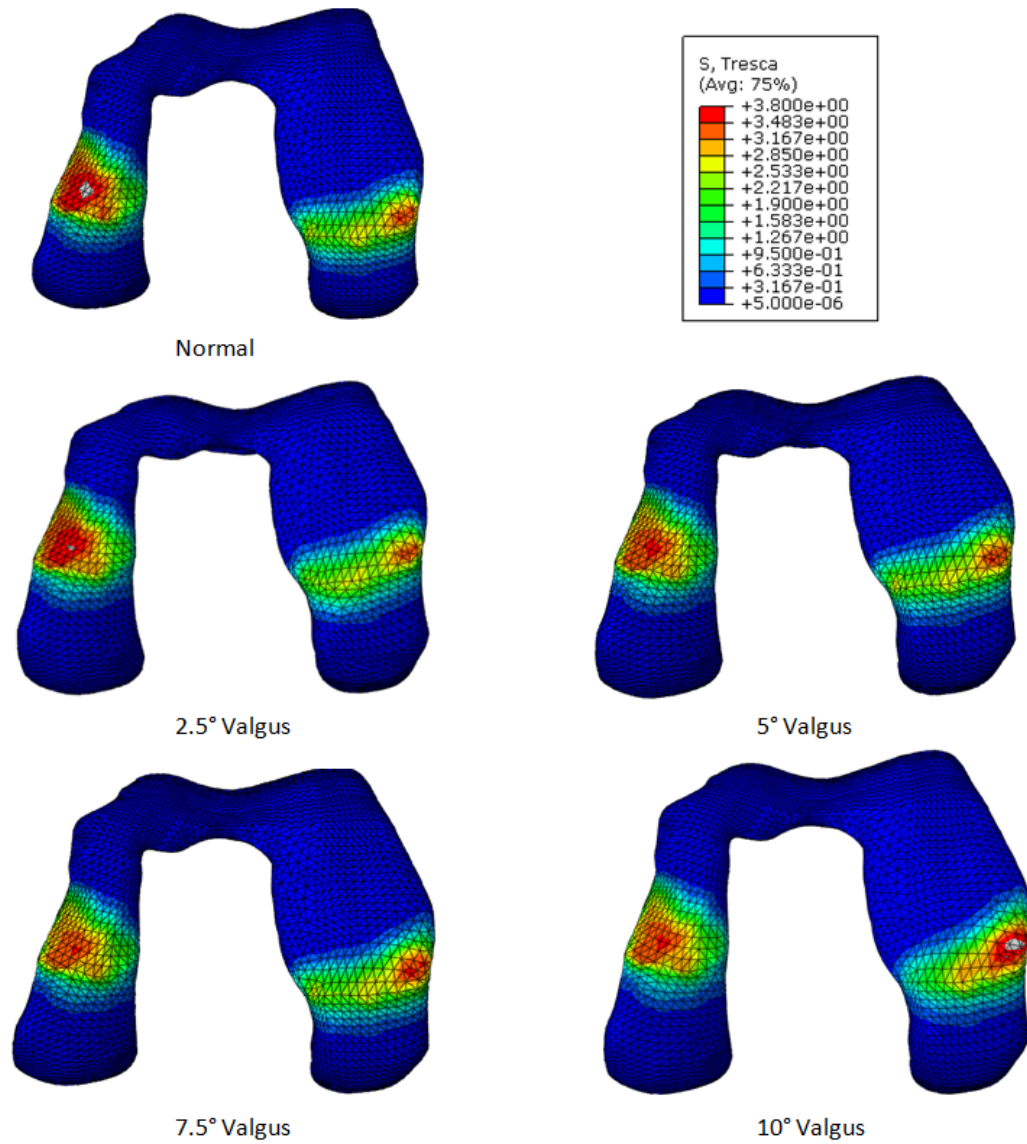 S, Tresca
(Avg: 75%)
+3.800e+00
+3.483e+00
+3.167e+00
+2.850e+00
+2.533e+00
+2.217e+00
+1.900e+00
+1.583e+00
+1.267e+00
+9.500e-01
+6.333e-01
+3.167e-01
+5.000e-06
Normal
2.5° Valgus
5° Valgus
7.5° Valgus
10° Valgus